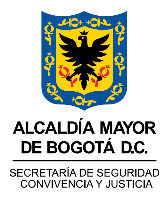 ALCALDÍA MAYOR
DE BOGOTÁ D.C.
SECRETARÍA DE SEGURIDAD
CONVIVENCIA Y JUSTICIA